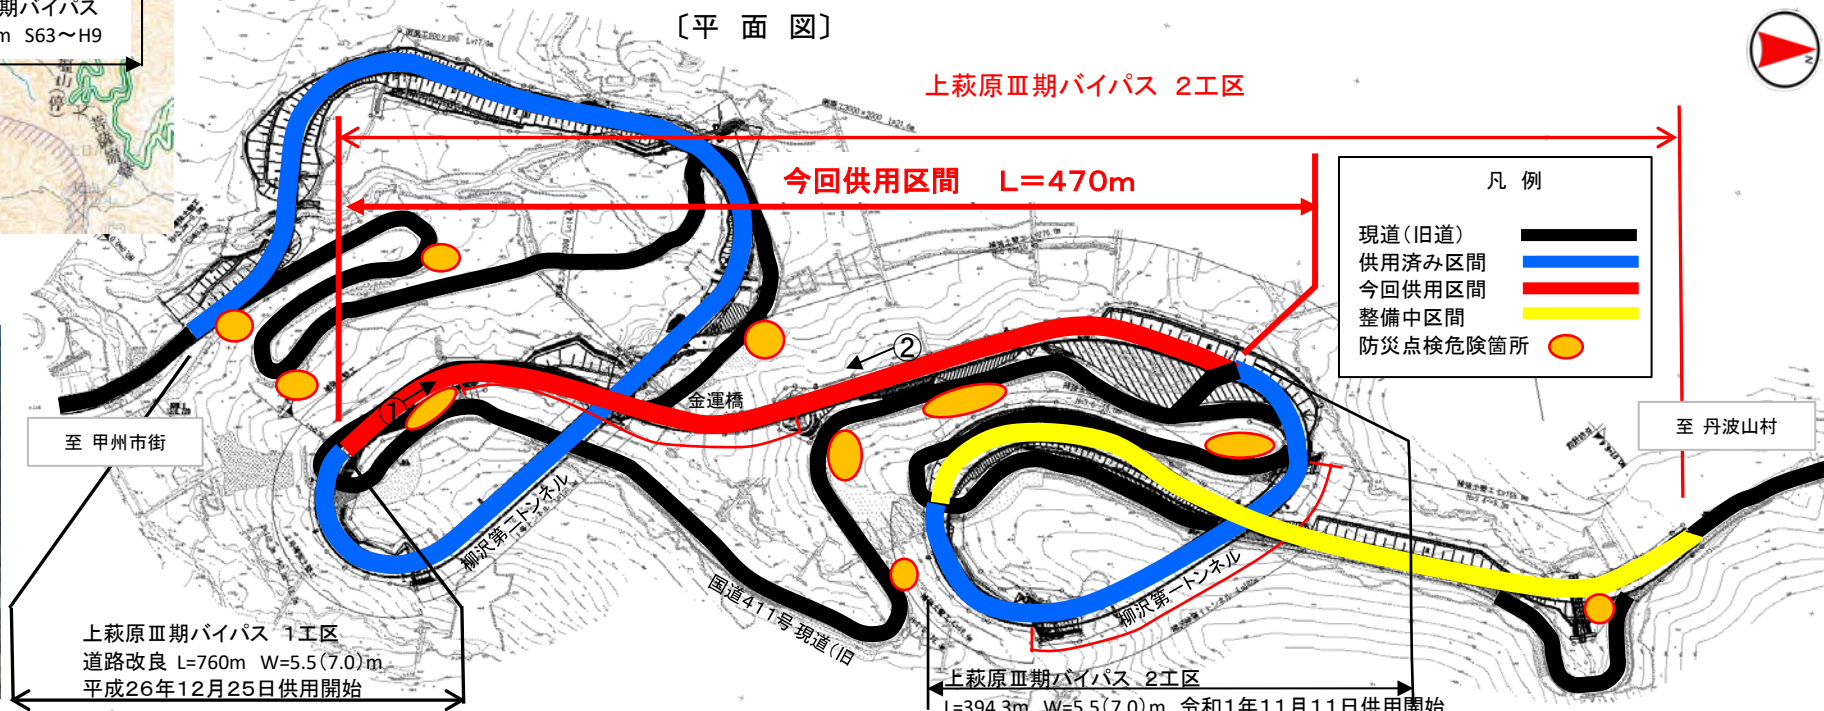 期バイパス
m S63～H9
〔平 面 図〕
上萩原Ⅲ期バイパス 2工区
今回供用区間 L=470m
凡 例
現道(旧道)
供用済み区間
今回供用区間
整備中区間
防災点検危険箇所
N
①
②
金運橋
至 甲州市街
至 丹波山村
柳沢第一トンネル
国道411号 現道(旧
柳沢第一トンネル
上萩原Ⅲ期バイパス 1工区
道路改良 L=760m W=5.5(7.0)m
平成26年12月25日供用開始
上萩原Ⅲ期バイパス 2工区
L=394.3m W=5.5(7.0)m 令和1年11月11日供用開始